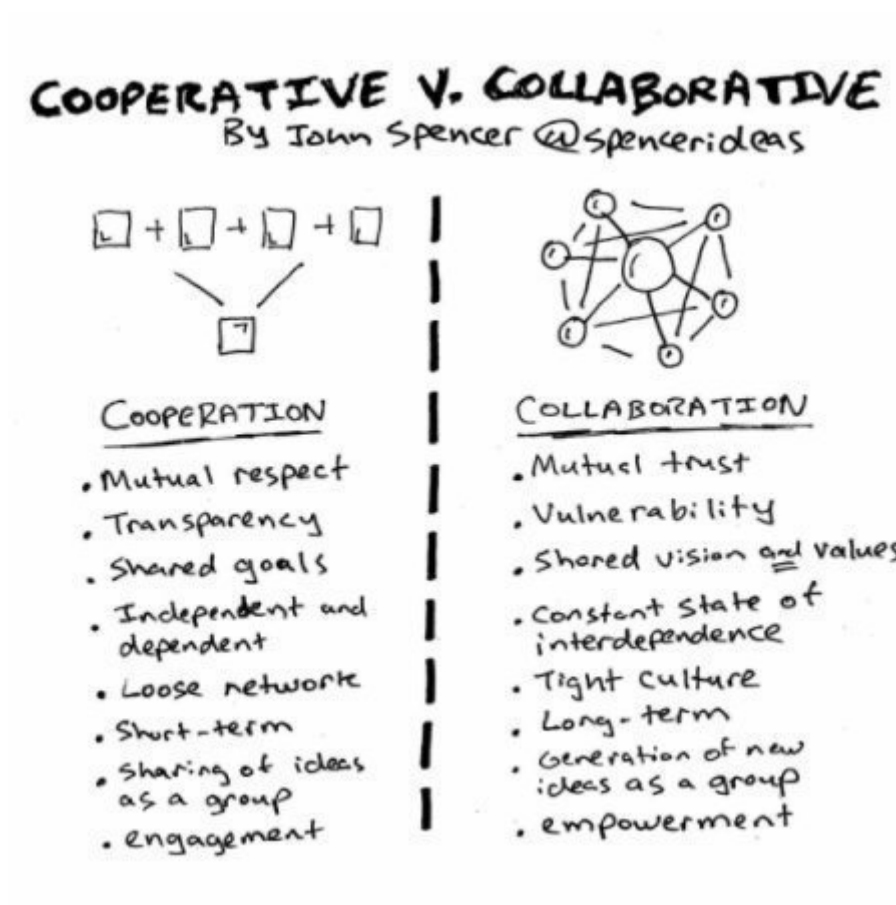 COOPERATIVE V. COLLABORATIVE
By John Spencer @spencerideas
COOPERATION
• Mutual respect
• Transparency
• Shared goals
• Independent and
dependent
• Loose network
• Short-term
• Sharing of ideas
as a group
• engagement
COLLABORATION
• Mutual trust
• Vulnerability
• Shared vision and values
• Constant state of
interdependence
• Tight culture
• Long-term
• Generation of new
ideas as a group
• empowerment